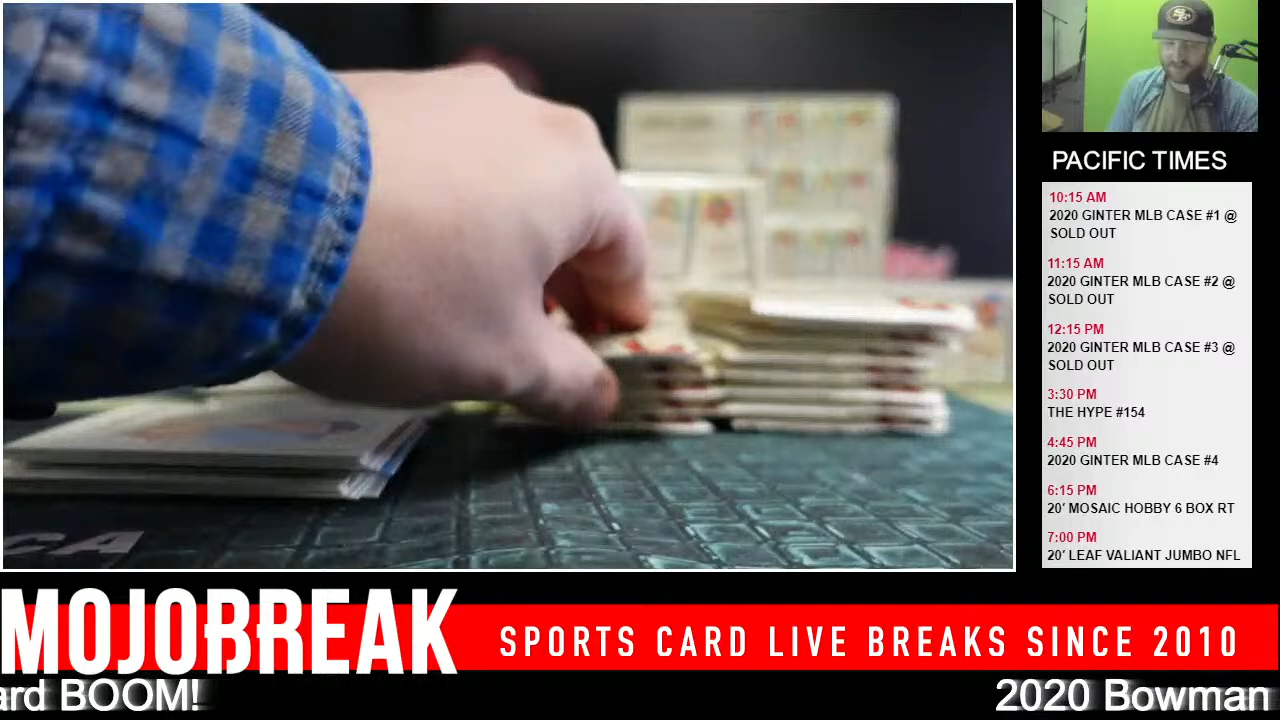 SF
PACIFIC TIMES
10:15 AM
2020 GINTER MLB CASE #1 @
SOLD OUT
11:15 AM
2020 GINTER MLB CASE #2 @
SOLD OUT
12:15 PM
2020 GINTER MLB CASE #3 @
SOLD OUT
3:30 PM
THE HYPE #154
4:45 PM
2020 GINTER MLB CASE #4
6:15 PM
20' MOSAIC HOBBY 6 BOX RT
7:00 PM
20' LEAF VALIANT JUMBO NFL
CA
MOJOBREAK
SPORTS CARD LIVE BREAKS SINCE 2010
ard BOOM!
2020 Bowman